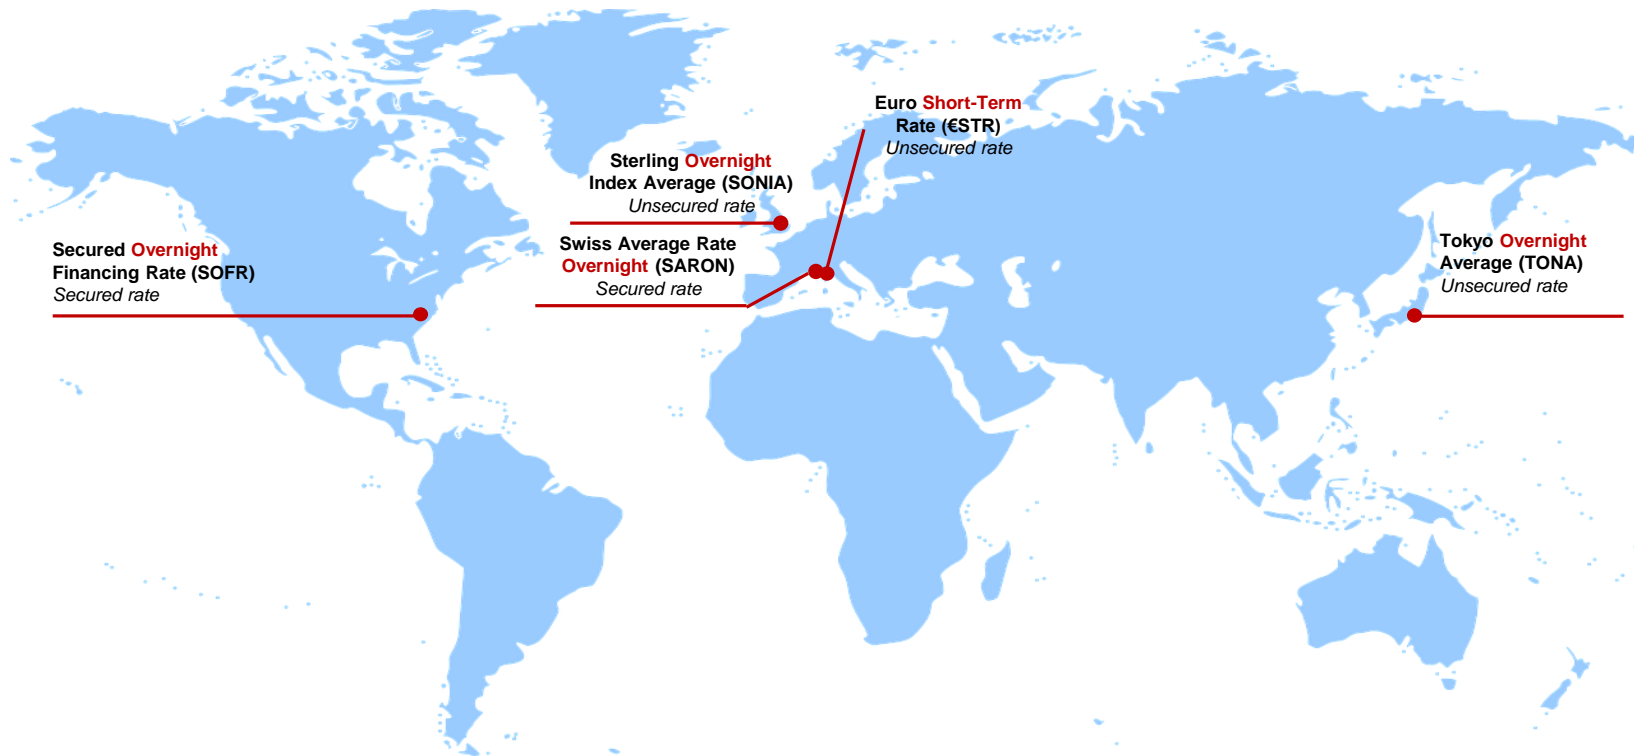 Euro Short-Term
Rate (€STR)
Unsecured rate
Sterling Overnight
Index Average (SONIA)
Unsecured rate
Swiss Average Rate
Overnight (SARON)
Secured rate
Secured Overnight
Financing Rate (SOFR)
Secured rate
Tokyo Overnight
Average (TONA)
Unsecured rate